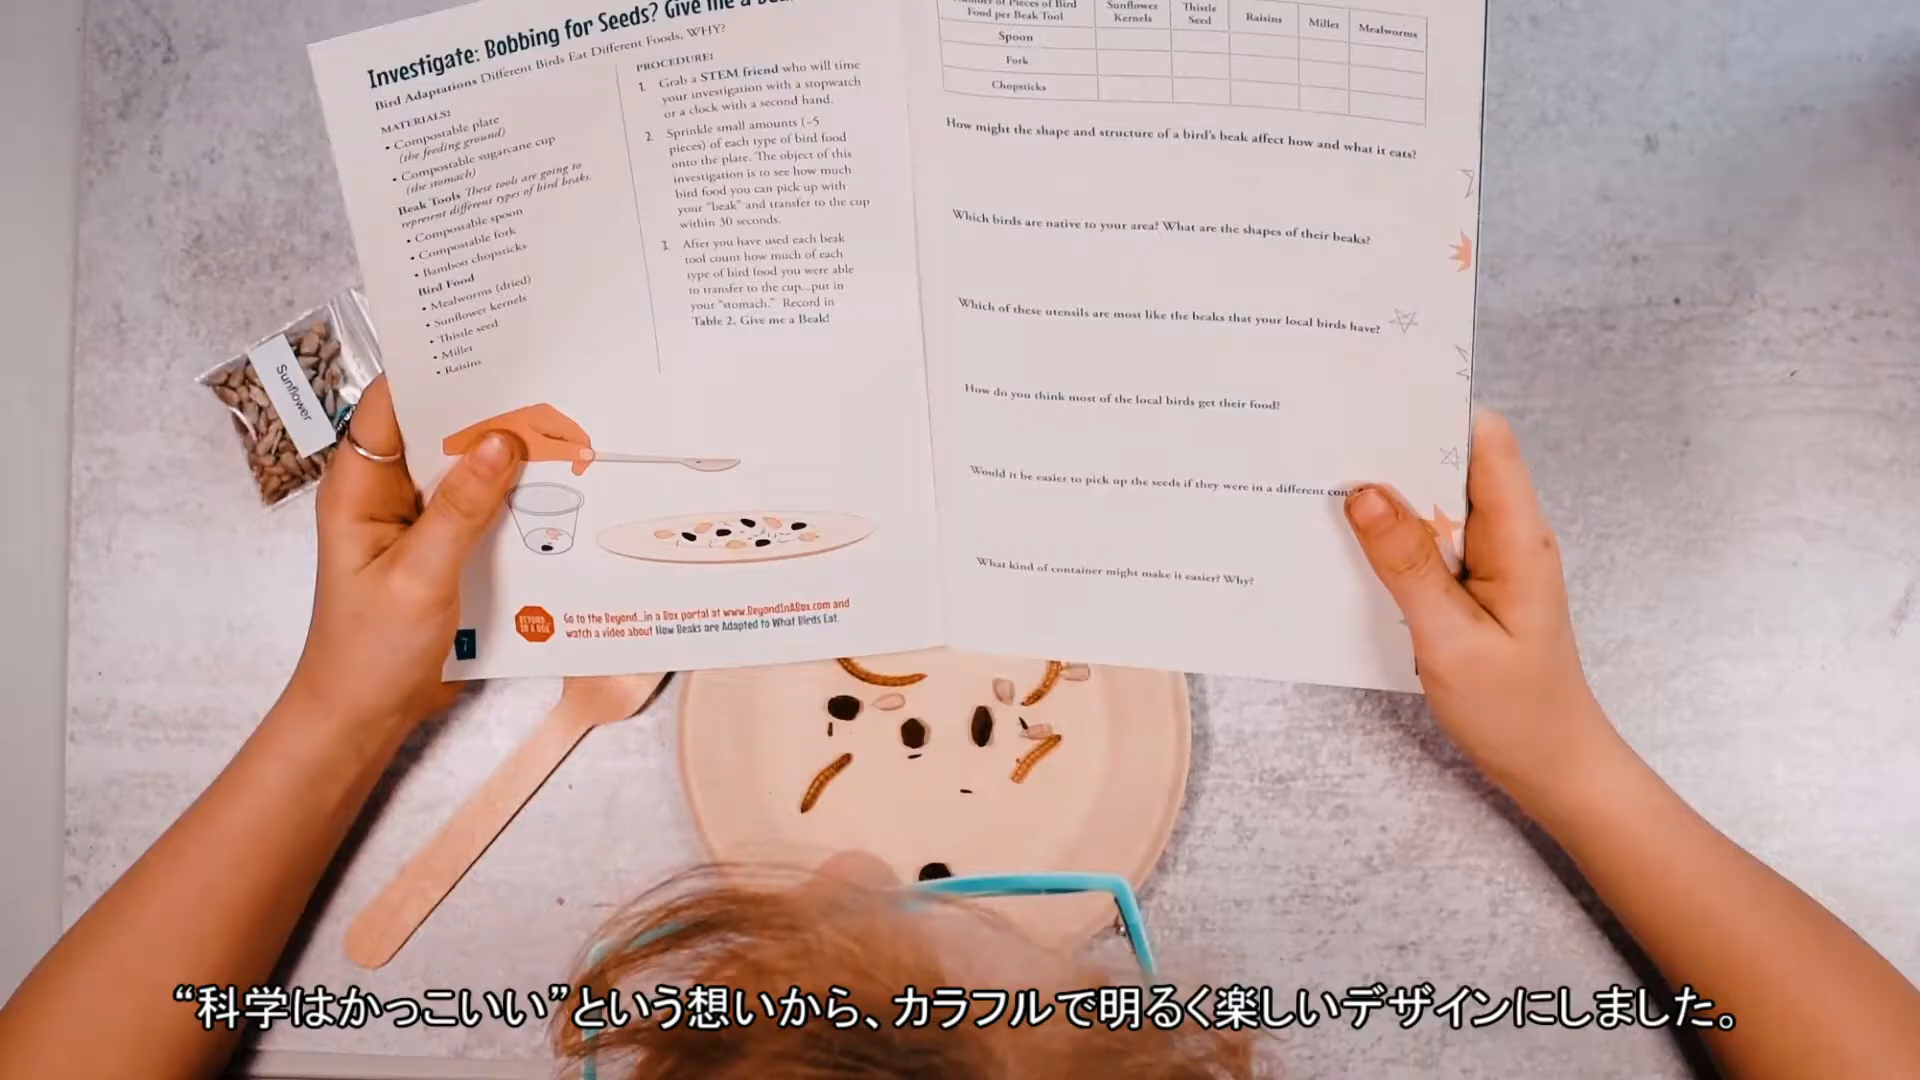 Investigate: Bobbing for Seeds? Give me a
Bird Adaptations Different Birds Eat Different Foods, WHY?
MATERIALS:
• Compostable plate
(the feeding ground)
• Compostable sugarcane cup
(the stomach)
Beak Tools These tools are going to
represent different types of bird beaks.
• Compostable spoon
• Compostable fork
• Bamboo chopsticks
Bird Food
• Mealworms (dried)
• Sunflower kernels
• Thistle seed
• Millet
• Raisins
PROCEDURE:
1. Grab a STEM friend who will time
your investigation with a stopwatch
or a clock with a second hand.
2. Sprinkle small amounts (~5
pieces) of each type of bird food
onto the plate. The object of this
investigation is to see how much
bird food you can pick up with
your "beak" and transfer to the cup
within 30 seconds.
3. After you have used each beak
tool count how much of each
type of bird food you were able
to transfer to the cup...put in
your "stomach." Record in
Table 2. Give me a Beak!
BEYOND
IN A BOX
Go to the Beyond...in a Box portal at www.BeyondInABox.com and
watch a video about How Beaks are Adapted to What Birds Eat.
7
Pieces of Bird
Food per Beak Tool
Sunflower
Kernels
Thistle
Seed
Raisins
Millet
Mealworms
Spoon
Fork
Chopsticks
How might the shape and structure of a bird's beak affect how and what it eats?
Which birds are native to your area? What are the shapes of their beaks?
Which of these utensils are most like the beaks that your local birds have?
How do you think most of the local birds get their food?
Would it be easier to pick up the seeds if they were in a different
What kind of container might make it easier? Why?
Sunflower
“科学はかっこいい”という想いから、カラフルで明るく楽しいデザインにしました。